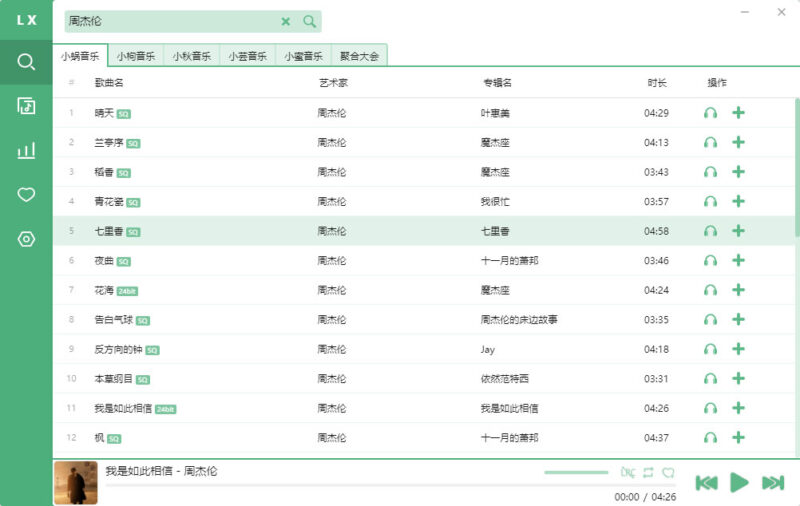 LX
周杰伦
小蜗音乐 小枸音乐 小秋音乐 小芸音乐 小蜜音乐 聚合大会
# 歌曲名 艺术家 专辑名 时长 操作
1 晴天 SQ 周杰伦 叶惠美 04:29
2 兰亭序 SQ 周杰伦 魔杰座 04:13
3 稻香 SQ 周杰伦 魔杰座 03:43
4 青花瓷 SQ 周杰伦 我很忙 03:57
5 七里香 SQ 周杰伦 七里香 04:58
6 夜曲 SQ 周杰伦 十一月的萧邦 03:46
7 花海 24bit 周杰伦 魔杰座 04:24
8 告白气球 SQ 周杰伦 周杰伦的床边故事 03:35
9 反方向的钟 SQ 周杰伦 Jay 04:18
10 本草纲目 SQ 周杰伦 依然范特西 03:31
11 我是如此相信 24bit 周杰伦 我是如此相信 04:26
12 枫 SQ 周杰伦 十一月的萧邦 04:37
我是如此相信 - 周杰伦
00:00 / 04:26